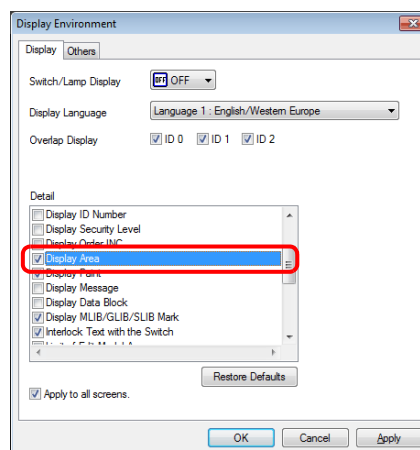 Display Environment
Display Others
Switch/Lamp Display OFF OFF
Display Language Language 1 : English/Western Europe
Overlap Display ID 0 ID 1 ID 2
Detail
Display ID Number
Display Security Level
Display Order INC
Display Area
Display Paint
Display Message
Display Data Block
Display MLIB/GLIB/SLIB Mark
Interlock Text with the Switch
Restore Defaults
Apply to all screens.
OK Cancel Apply